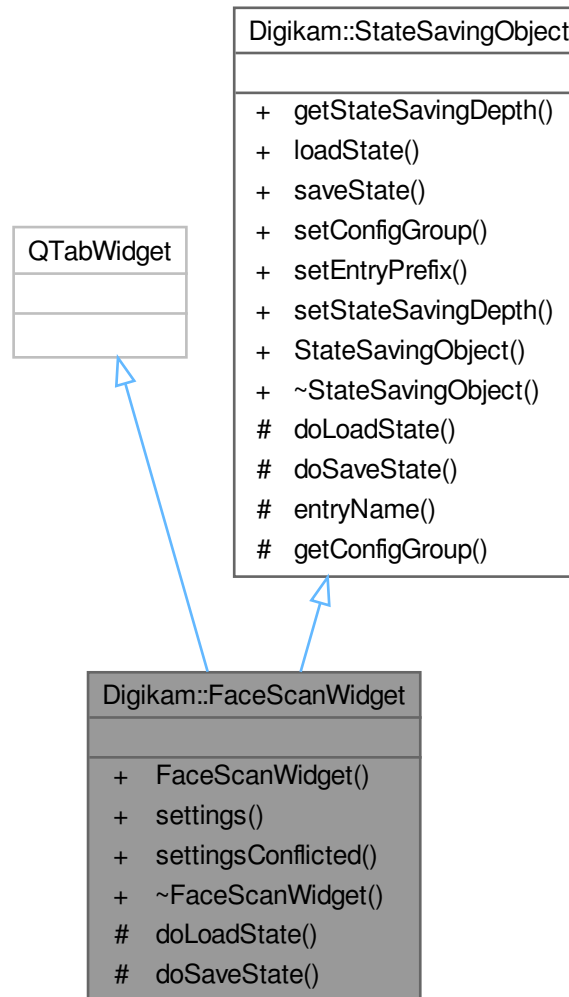 Digikam::StateSavingObject
+ getStateSavingDepth()
+ loadState()
+ saveState()
+ setConfigGroup()
+ setEntryPrefix()
+ setStateSavingDepth()
+ StateSavingObject()
+ ~StateSavingObject()
# doLoadState()
# doSaveState()
# entryName()
# getConfigGroup()
QTabWidget
Digikam::FaceScanWidget
+ FaceScanWidget()
+ settings()
+ settingsConflicted()
+ ~FaceScanWidget()
# doLoadState()
# doSaveState()